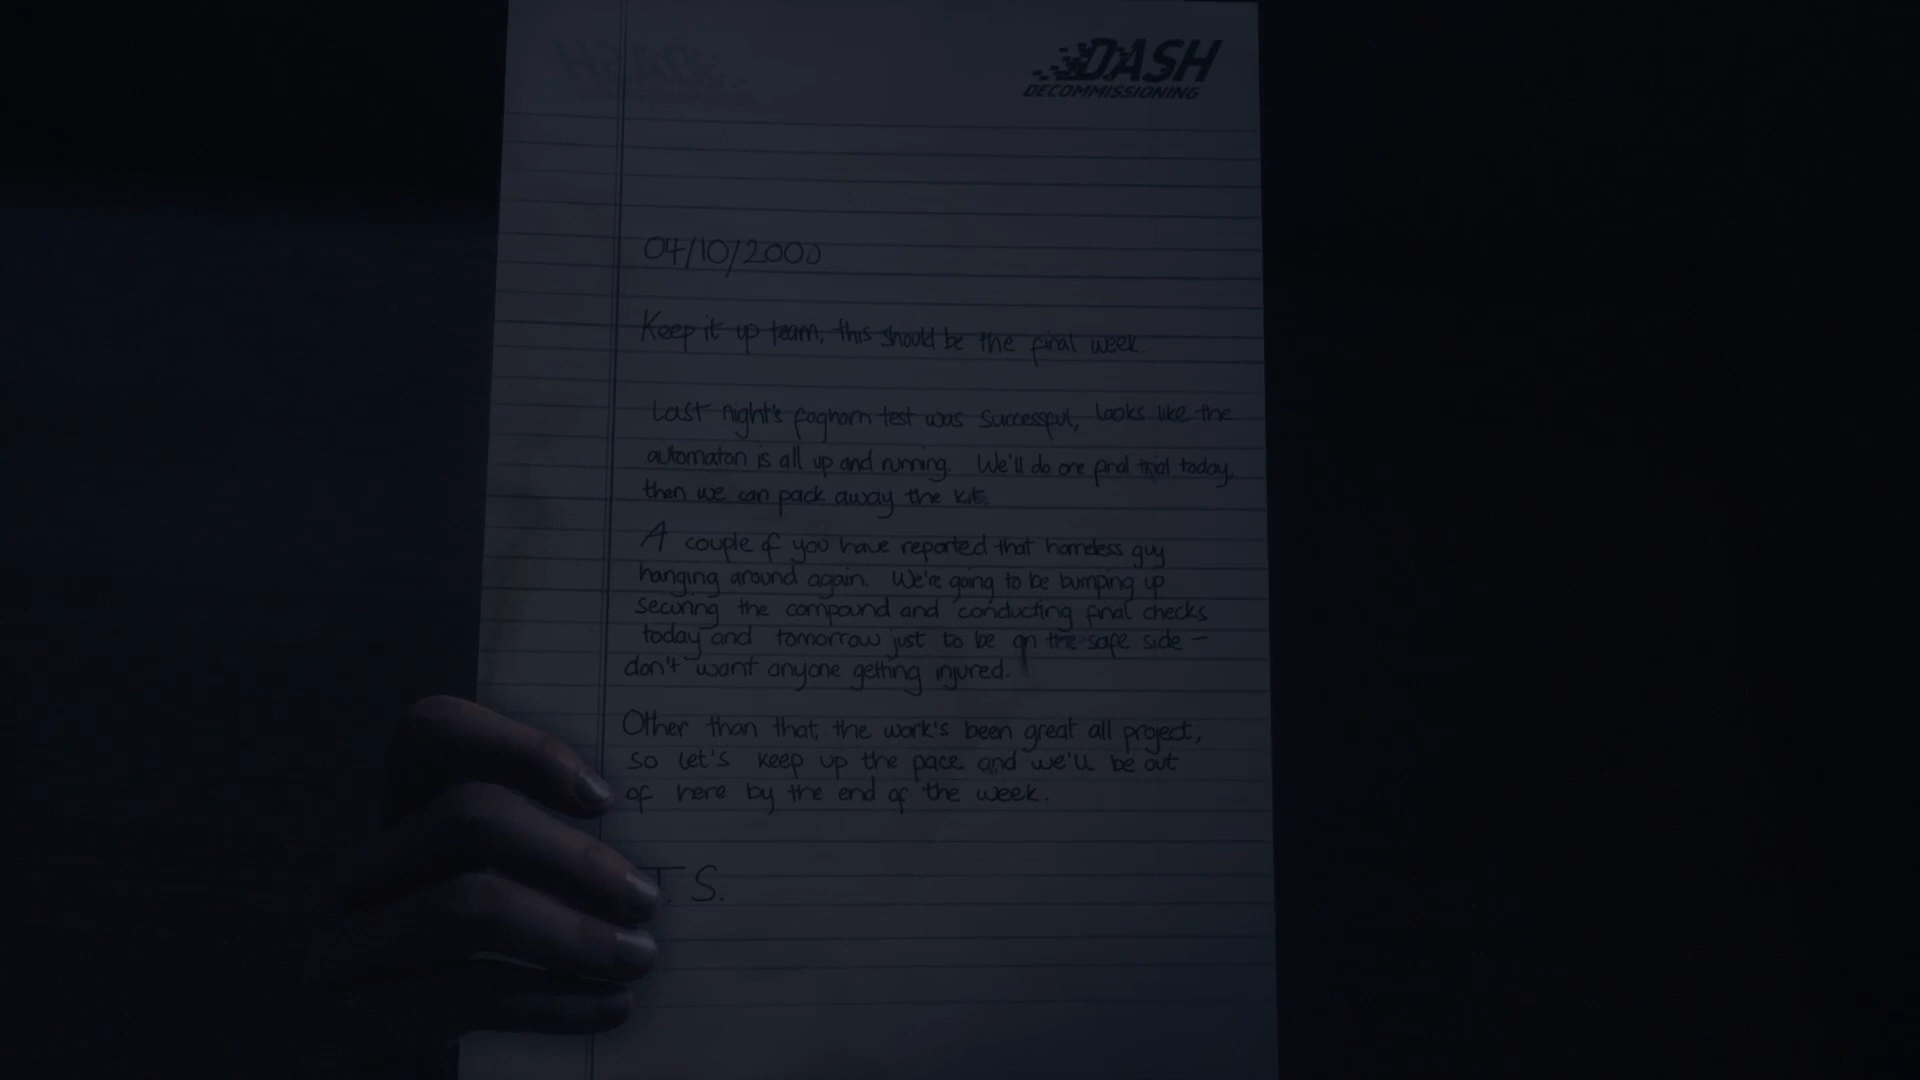 DASH
DECOMMISSIONING
04/10/2000
Keep it up team, this should be the final week.
Last night's foghorn test was successful, looks like the
automaton is all up and running. We'll do one final trial today,
then we can pack away the kit.
A couple of you have reported that homeless guy
hanging around again. We're going to be bumping up
securing the compound and conducting final checks
today and tomorrow just to be on the safe side –
don't want anyone getting injured.
Other than that, the work's been great all project,
so let's keep up the pace and we'll be out
of here by the end of the week.
T.S.